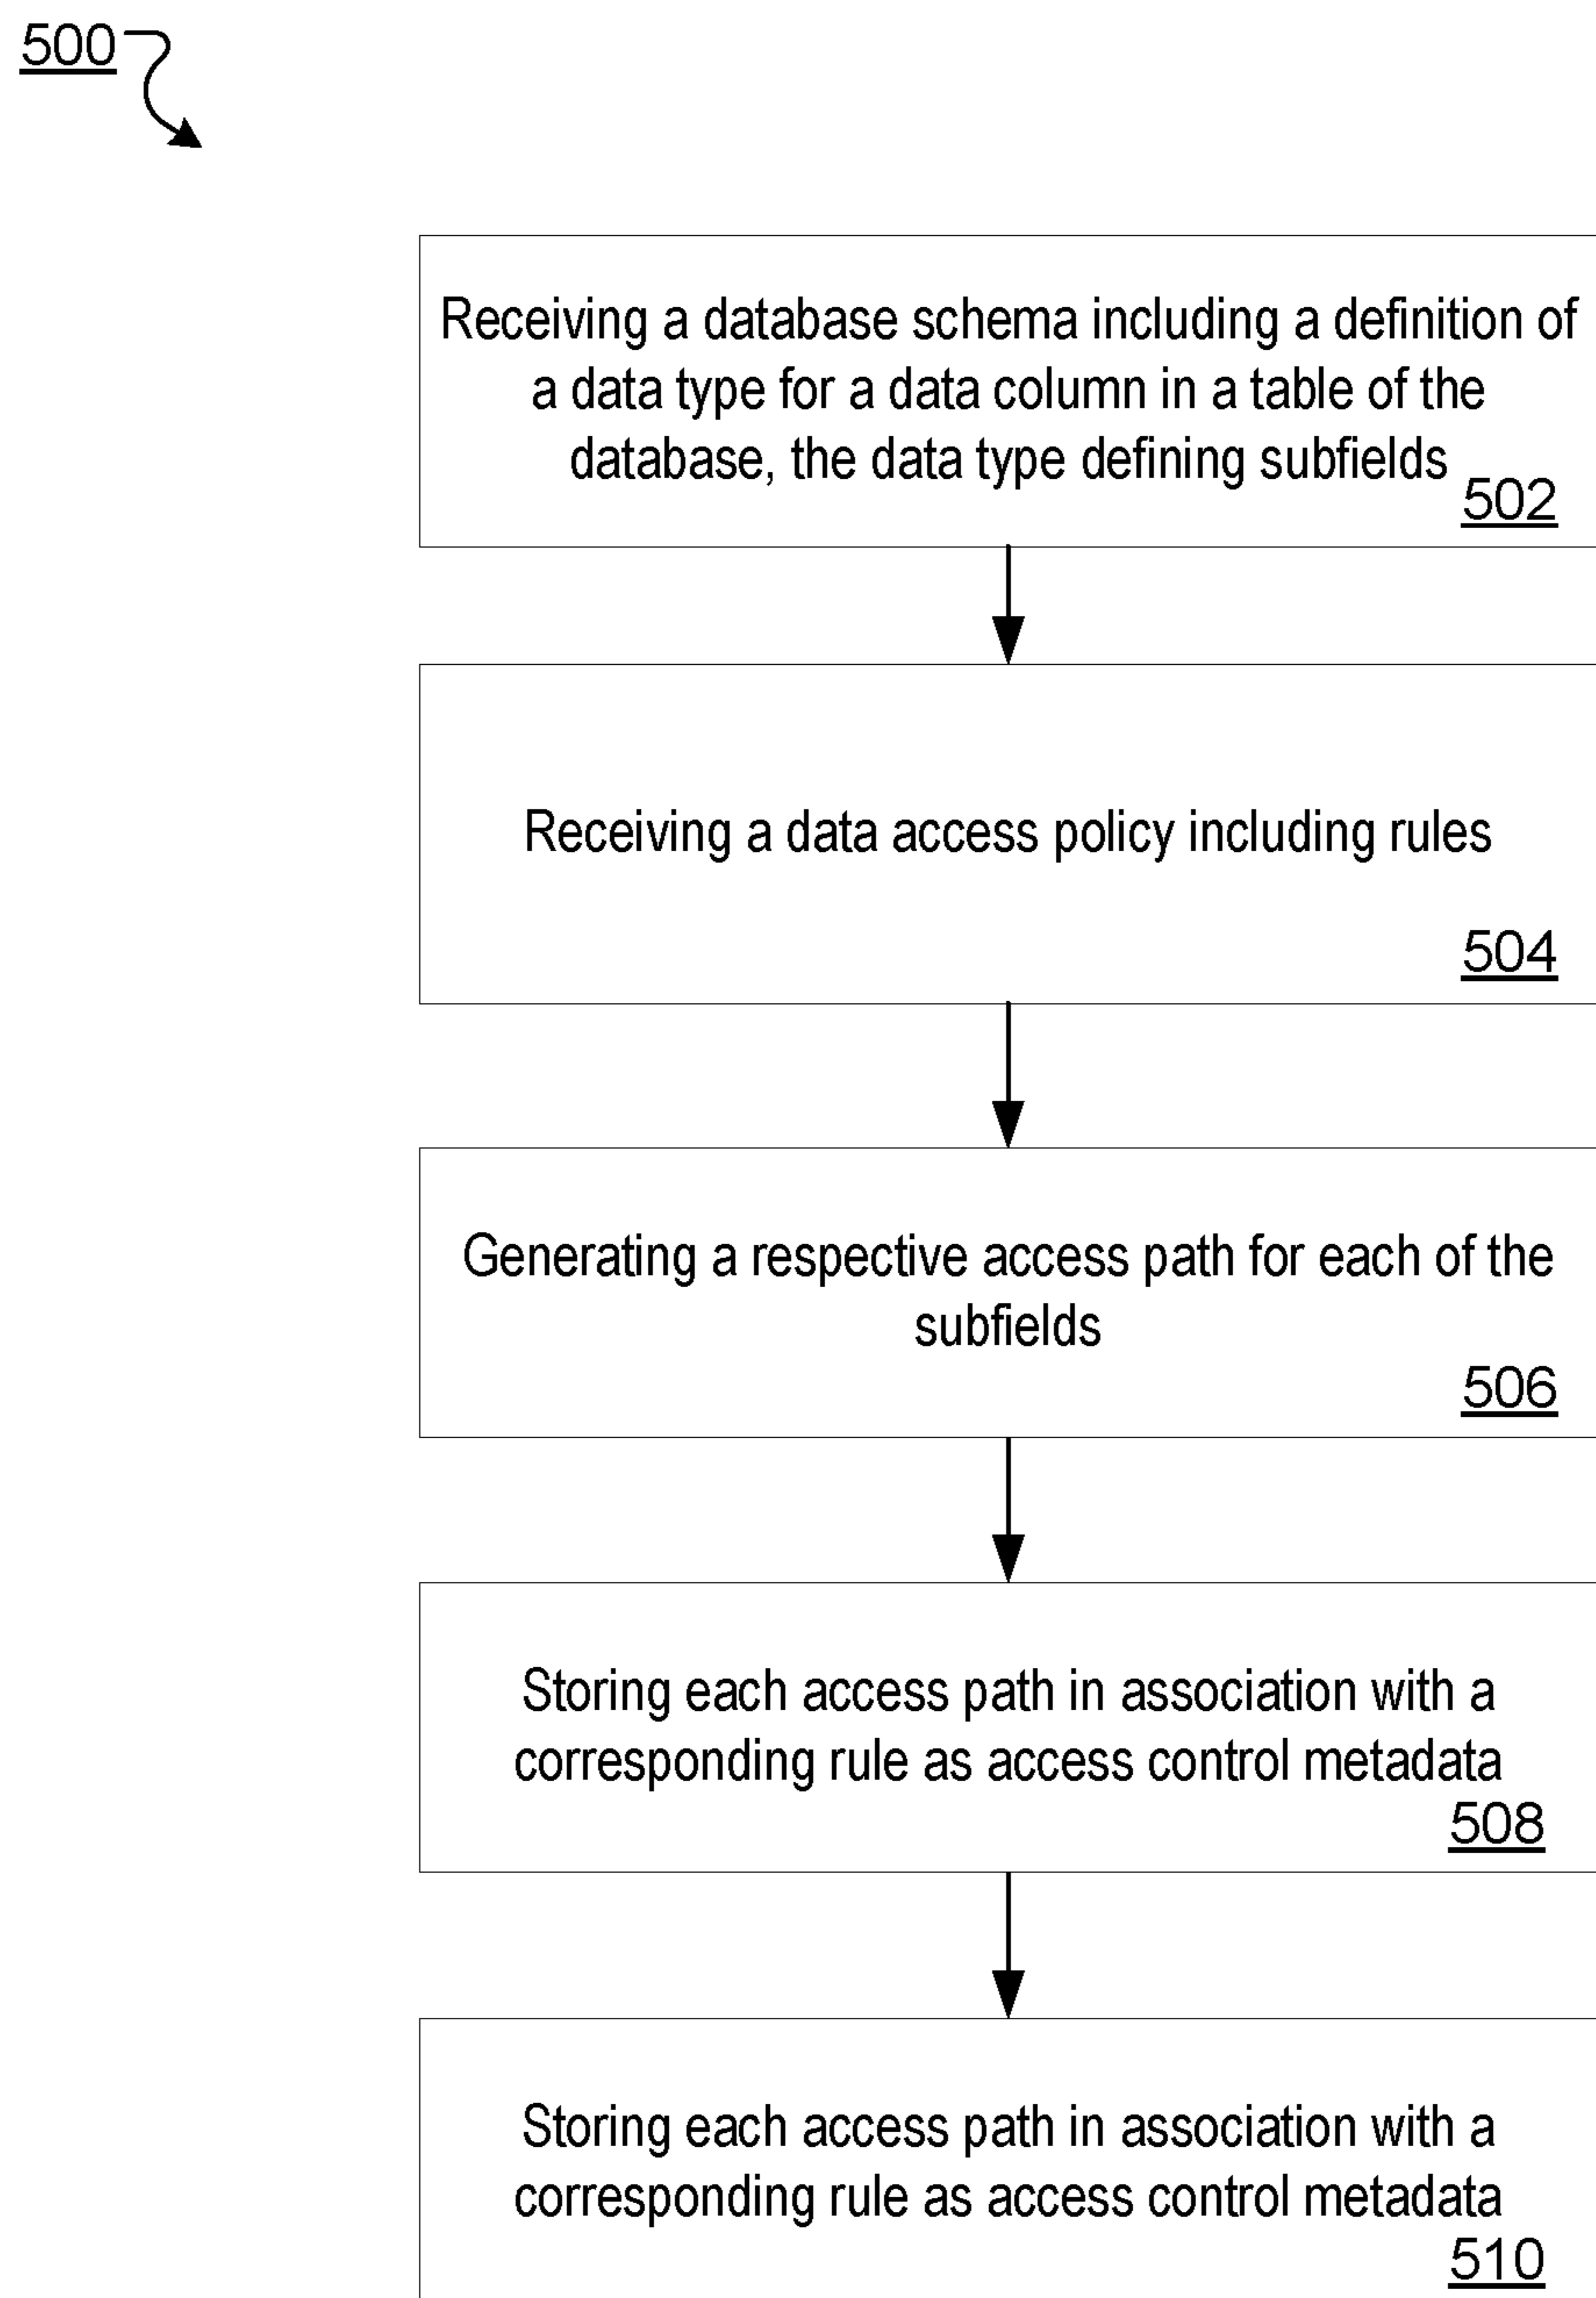 500
Receiving a database schema including a definition of
a data type for a data column in a table of the
database, the data type defining subfields
502
Receiving a data access policy including rules
504
Generating a respective access path for each of the
subfields
506
Storing each access path in association with a
corresponding rule as access control metadata
508
Storing each access path in association with a
corresponding rule as access control metadata
510